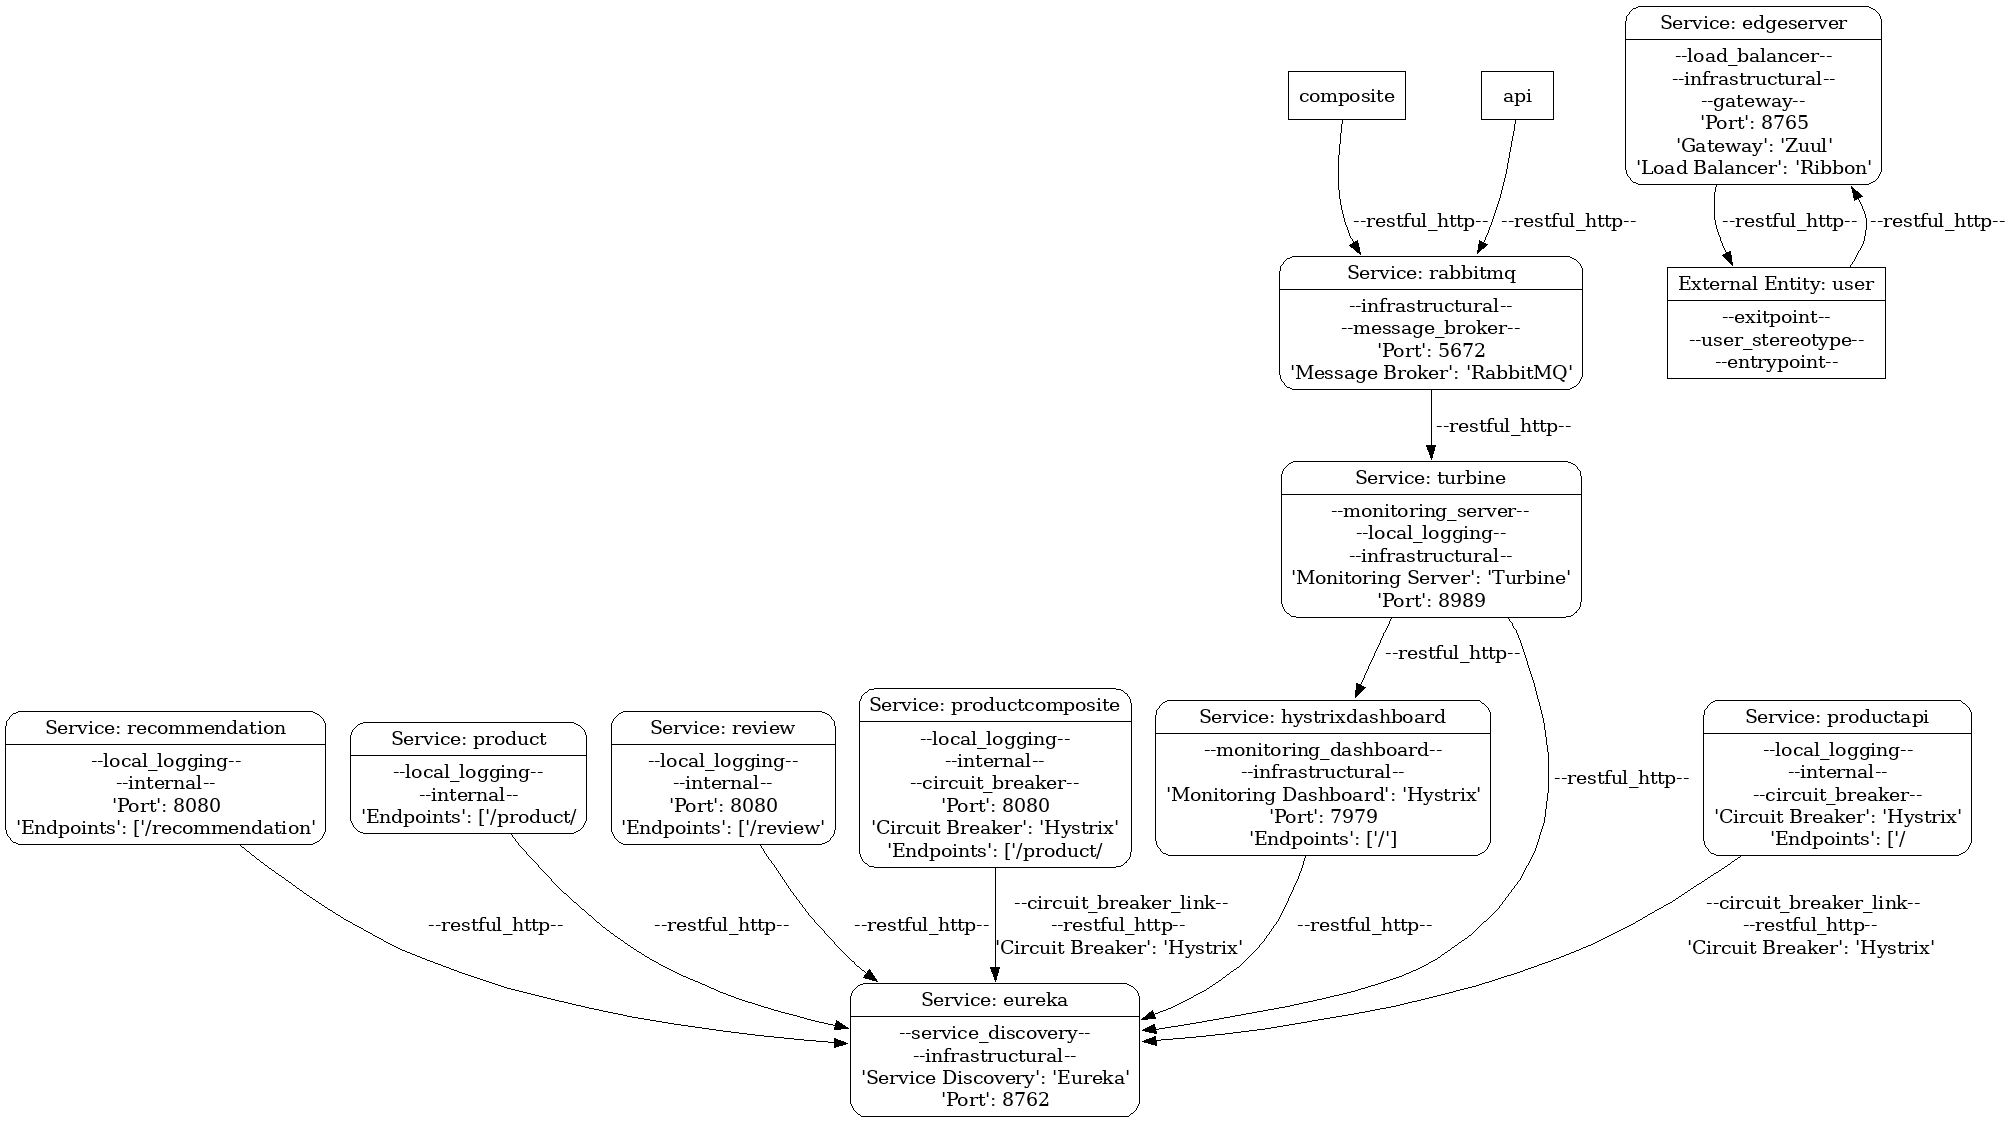 Service: edgeserver
--load_balancer--
--infrastructural--
--gateway--
'Port': 8765
'Gateway': 'Zuul'
'Load Balancer': 'Ribbon'
composite
api
--restful_http--
--restful_http--
--restful_http--
--restful_http--
Service: rabbitmq
--infrastructural--
--message_broker--
'Port': 5672
'Message Broker': 'RabbitMQ'
External Entity: user
--exitpoint--
--user_stereotype--
--entrypoint--
--restful_http--
Service: turbine
--monitoring_server--
--local_logging--
--infrastructural--
'Monitoring Server': 'Turbine'
'Port': 8989
--restful_http--
--restful_http--
Service: recommendation
--local_logging--
--internal--
'Port': 8080
'Endpoints': ['/recommendation'
Service: product
--local_logging--
--internal--
'Endpoints': ['/product/
Service: review
--local_logging--
--internal--
'Port': 8080
'Endpoints': ['/review'
Service: productcomposite
--local_logging--
--internal--
--circuit_breaker--
'Port': 8080
'Circuit Breaker': 'Hystrix'
'Endpoints': ['/product/
Service: hystrixdashboard
--monitoring_dashboard--
--infrastructural--
'Monitoring Dashboard': 'Hystrix'
'Port': 7979
'Endpoints': ['/']
Service: productapi
--local_logging--
--internal--
--circuit_breaker--
'Circuit Breaker': 'Hystrix'
'Endpoints': ['/
--restful_http--
--restful_http--
--restful_http--
--circuit_breaker_link--
--restful_http--
'Circuit Breaker': 'Hystrix'
--restful_http--
--circuit_breaker_link--
--restful_http--
'Circuit Breaker': 'Hystrix'
Service: eureka
--service_discovery--
--infrastructural--
'Service Discovery': 'Eureka'
'Port': 8762